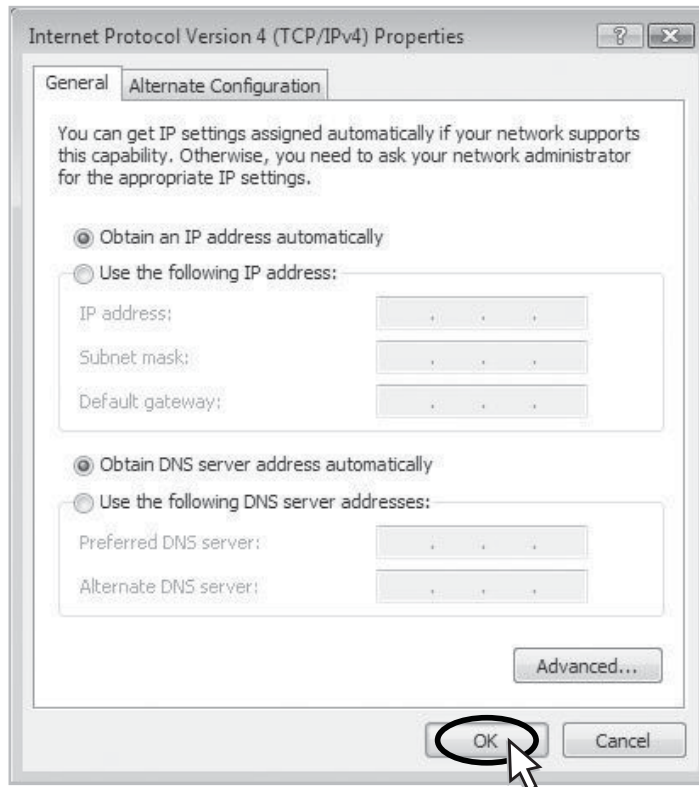 Internet Protocol Version 4 (TCP/IPv4) Properties
General
Alternate Configuration
You can get IP settings assigned automatically if your network supports
this capability. Otherwise, you need to ask your network administrator
for the appropriate IP settings.
Obtain an IP address automatically
Use the following IP address:
IP address:
Subnet mask:
Default gateway:
Obtain DNS server address automatically
Use the following DNS server addresses:
Preferred DNS server:
Alternate DNS server:
Advanced...
OK
Cancel